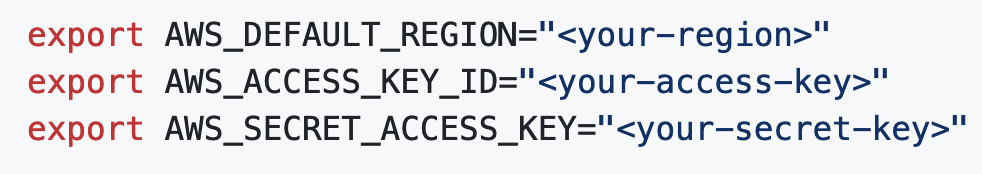 export AWS_DEFAULT_REGION="<your-region>"
export AWS_ACCESS_KEY_ID="<your-access-key>"
export AWS_SECRET_ACCESS_KEY="<your-secret-key>"